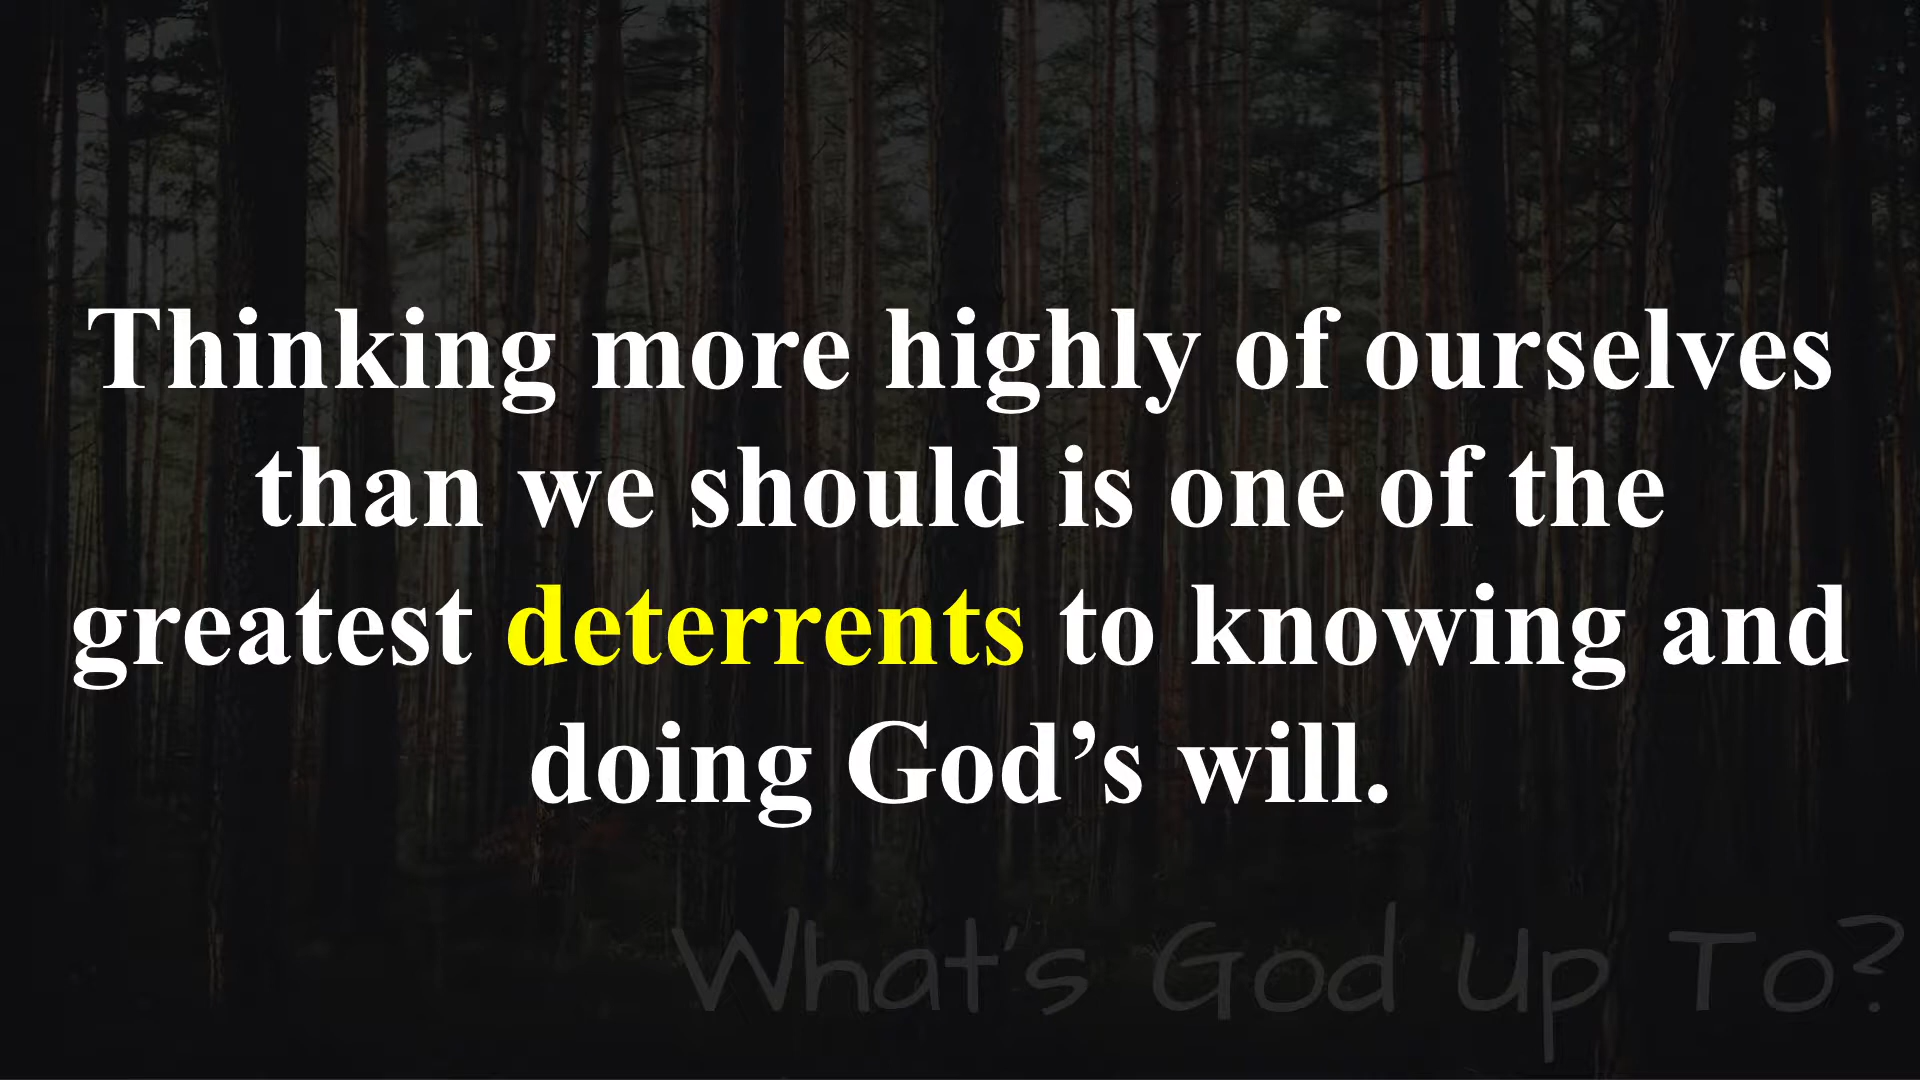 Thinking more highly of ourselves
than we should is one of the
greatest deterrents to knowing and
doing God’s will.
What's God Up To?